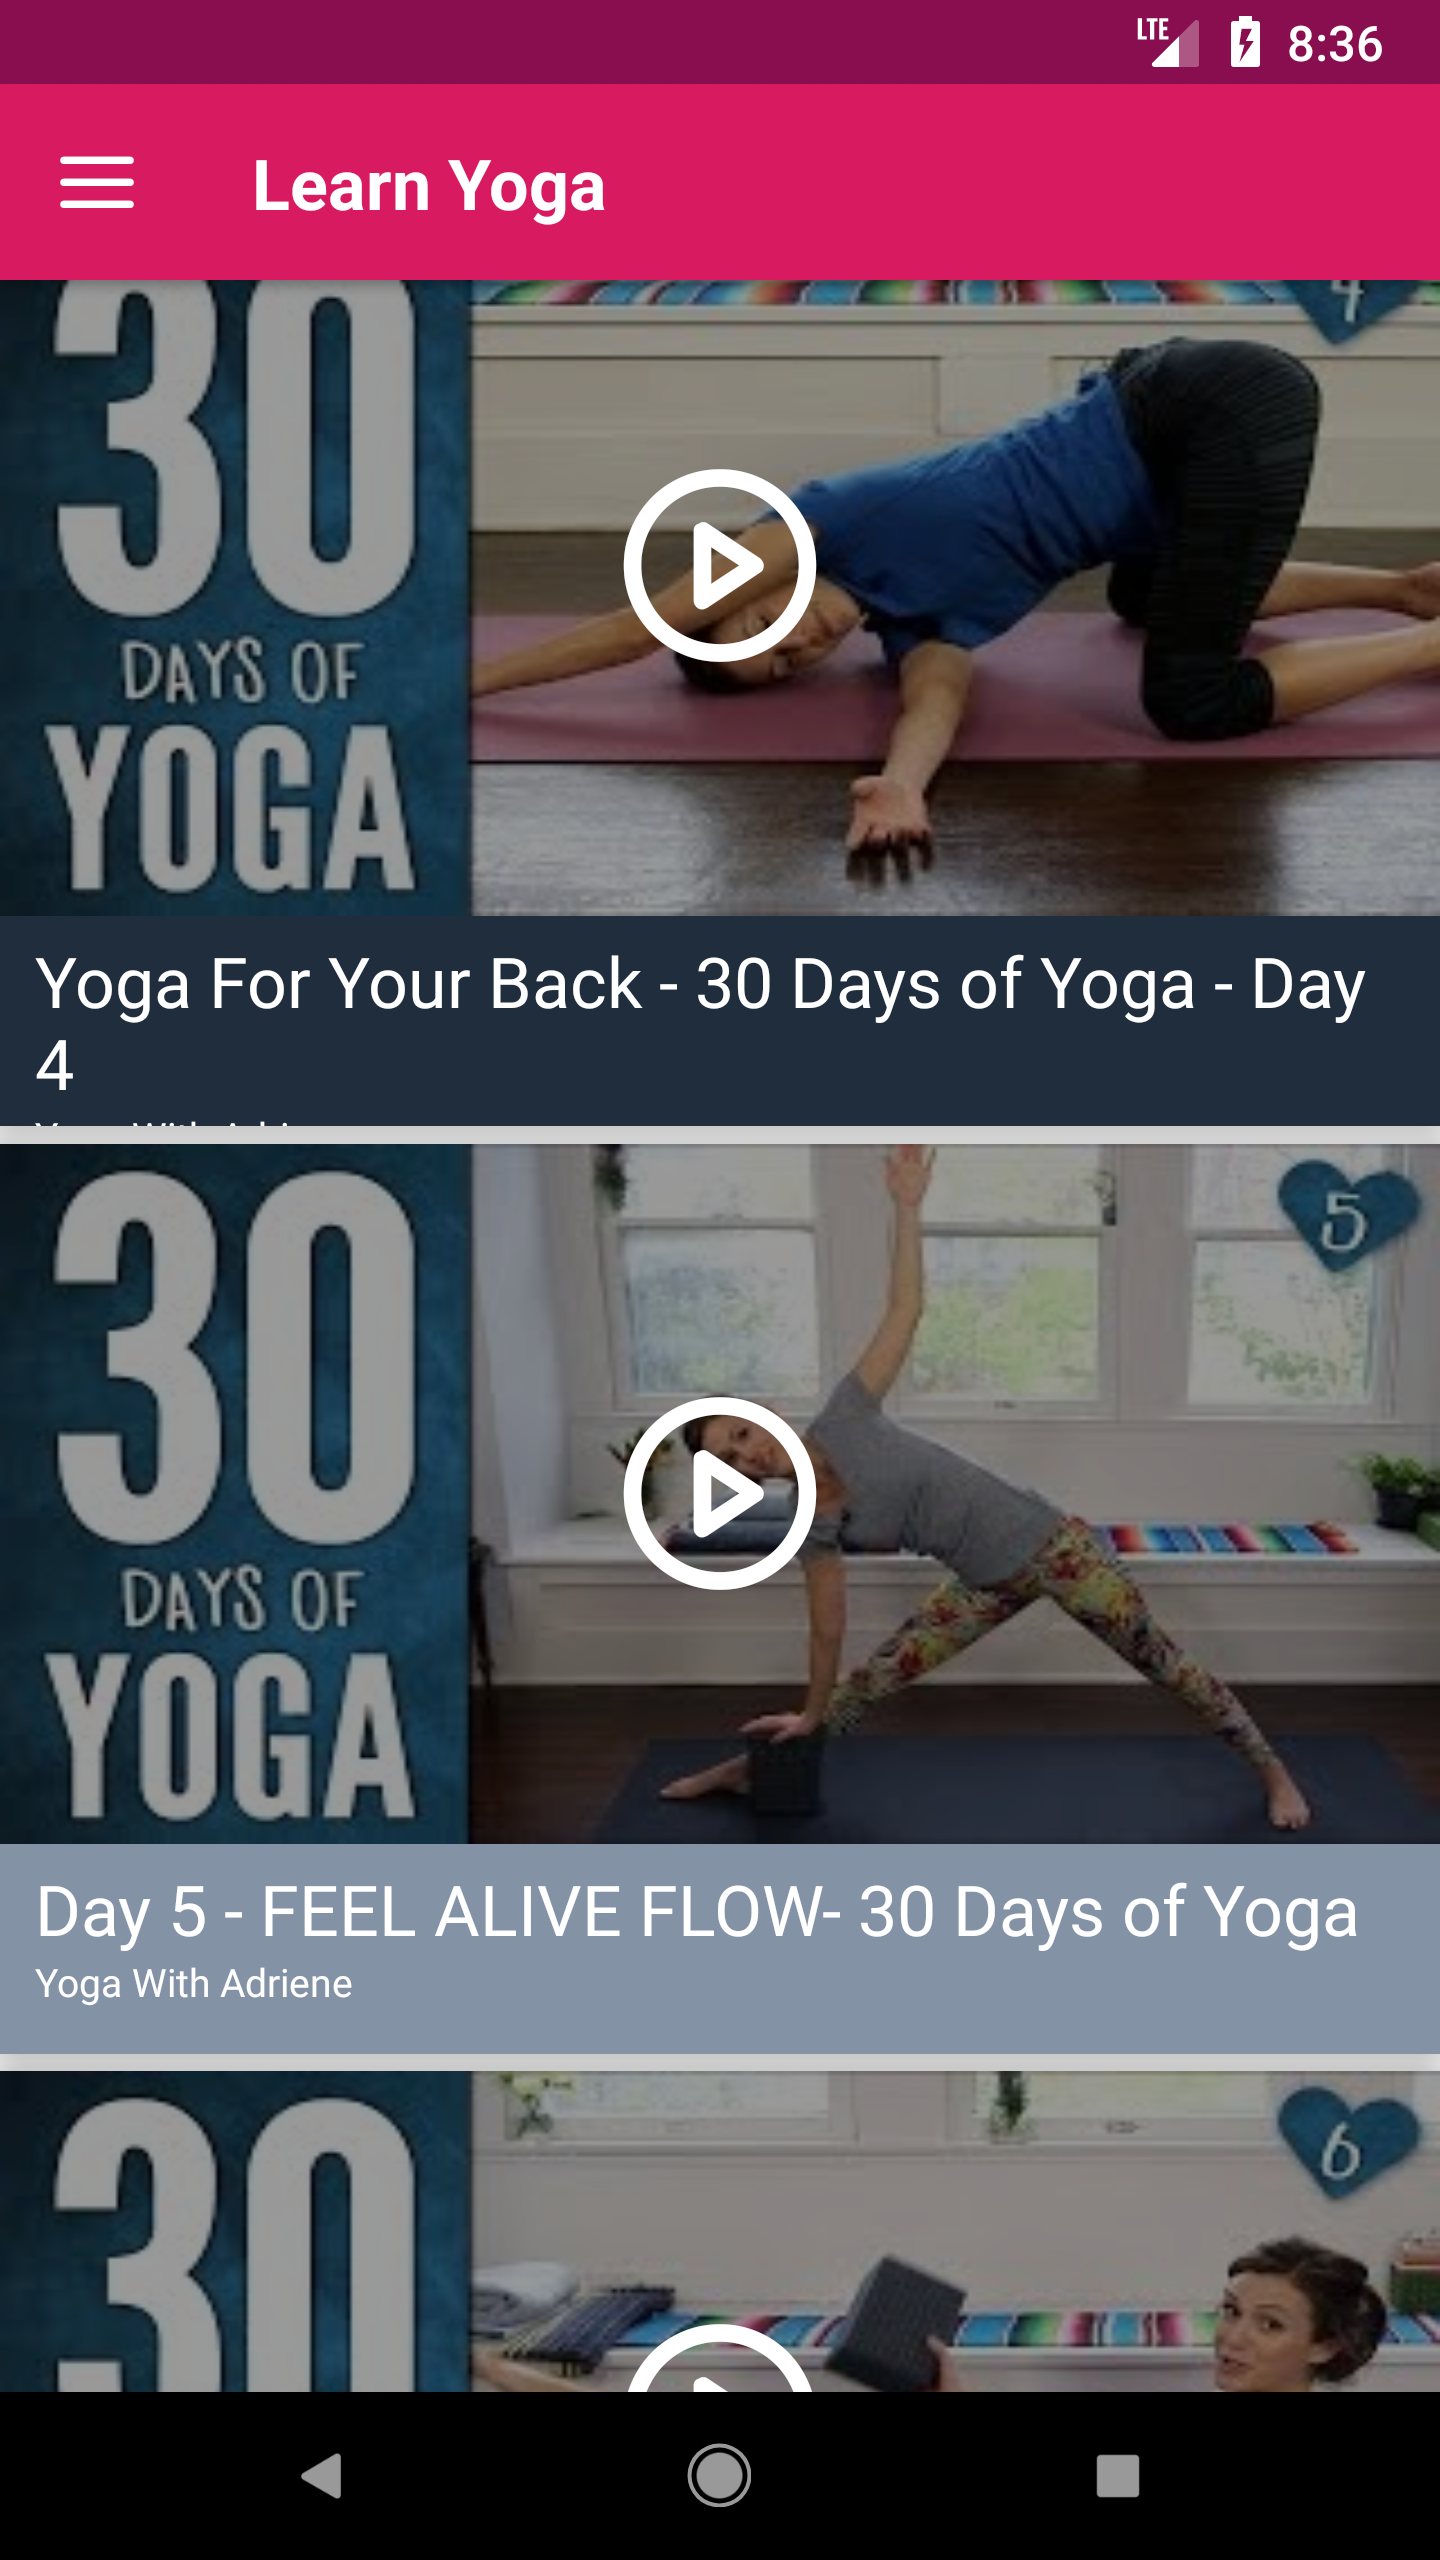 LTE 8:36
Learn Yoga
4
30
DAYS OF
YOGA
Yoga For Your Back - 30 Days of Yoga - Day
4
5
30
DAYS OF
YOGA
Day 5 - FEEL ALIVE FLOW- 30 Days of Yoga
Yoga With Adriene
6
30